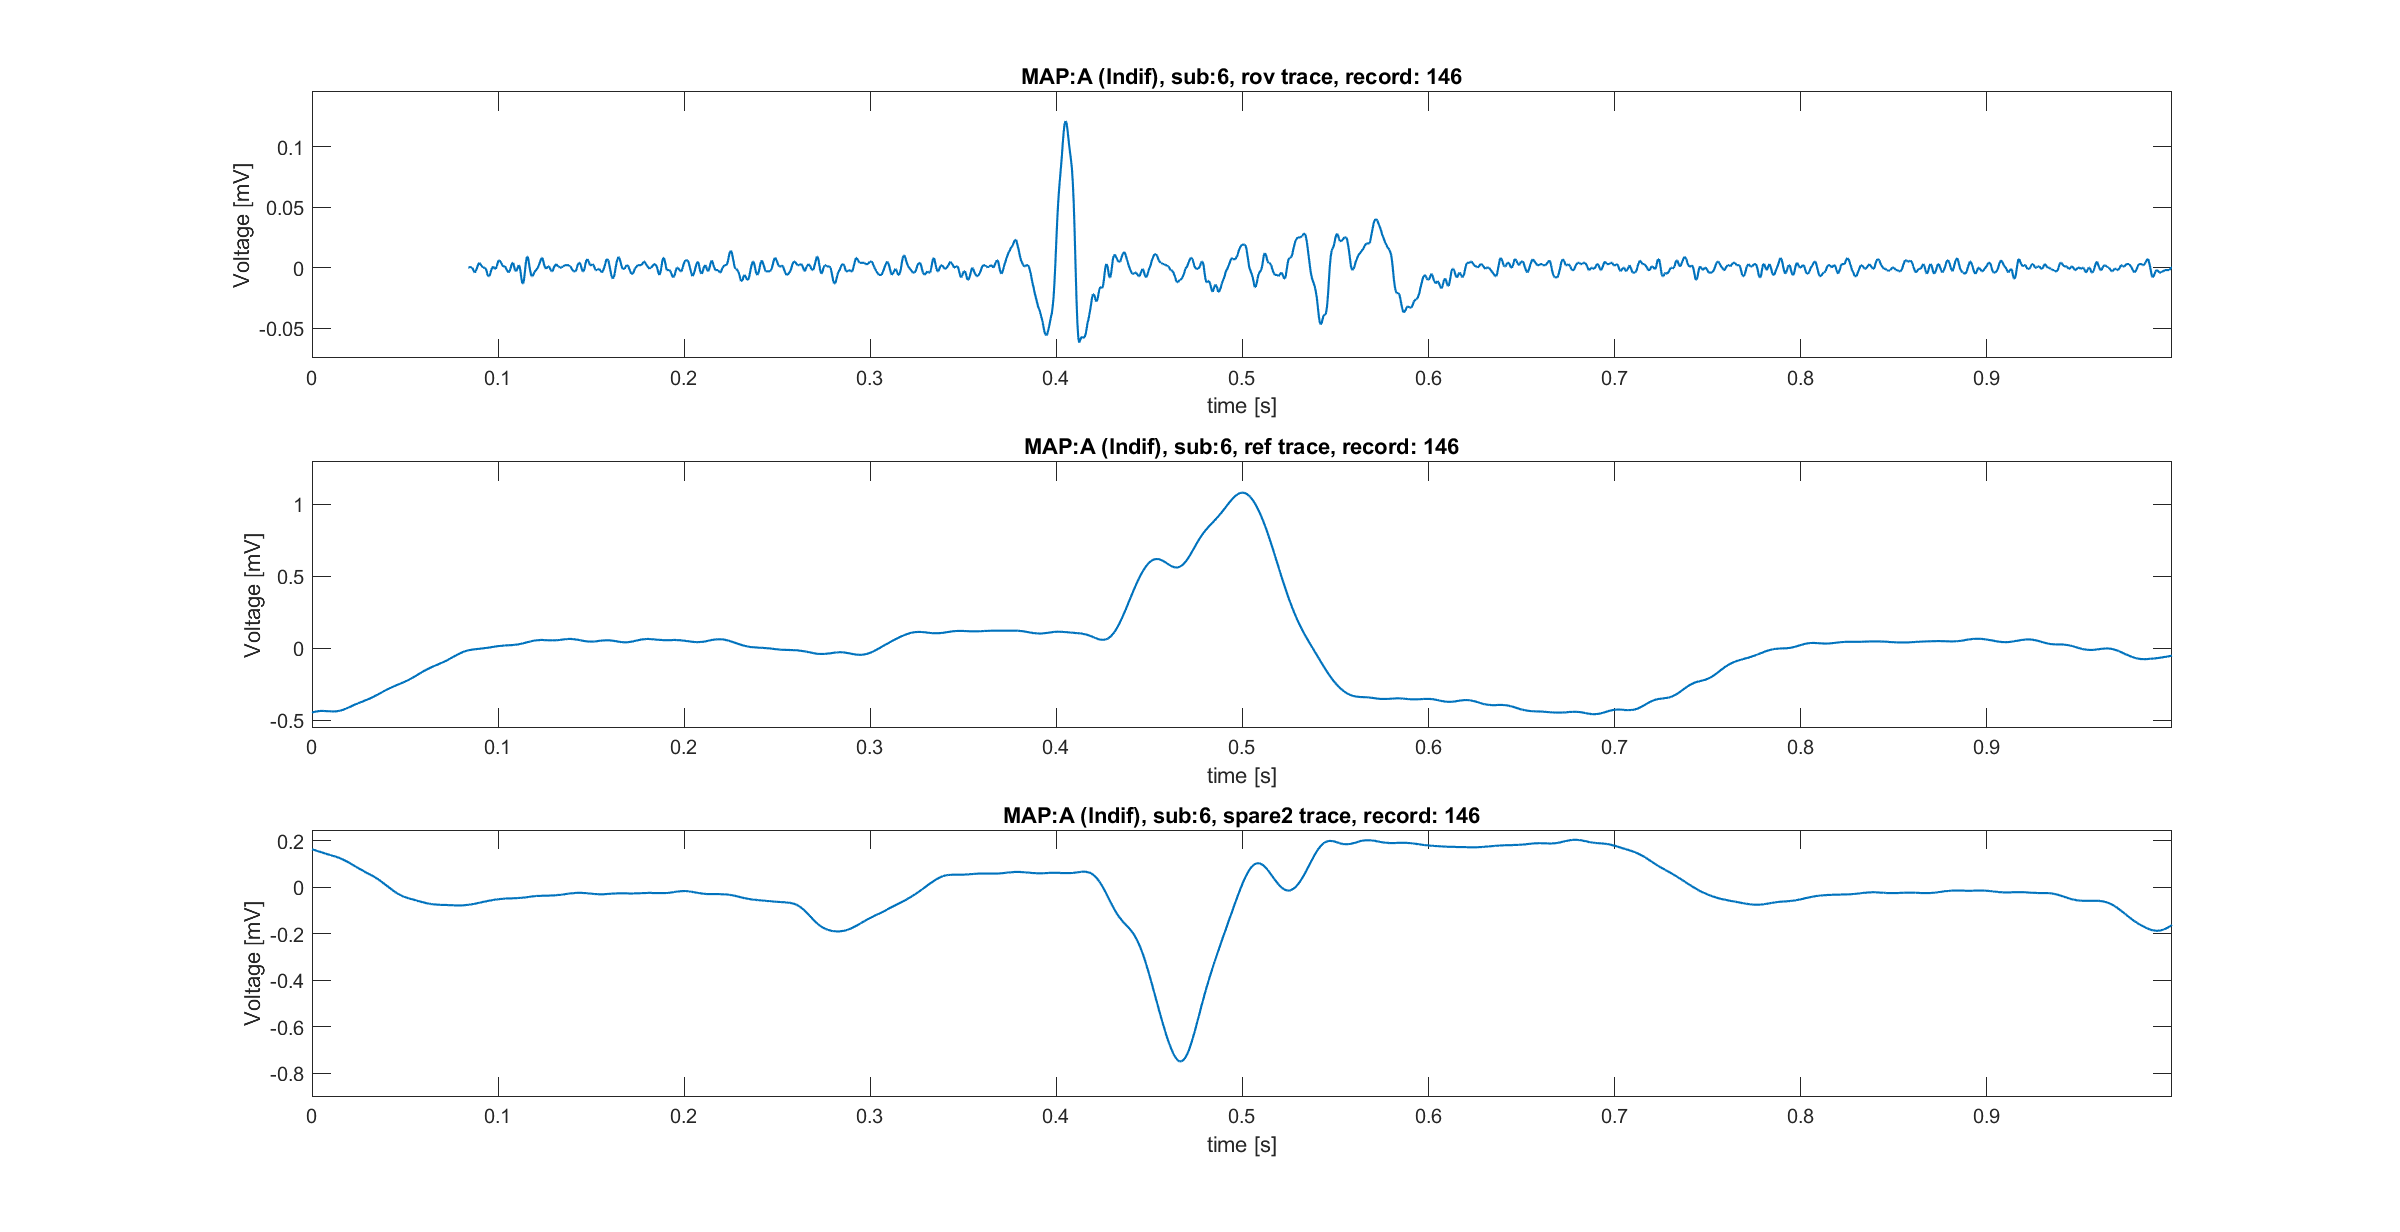 MAP:A (Indif), sub:6, rov trace, record: 146
Voltage [mV]
0.1
0.05
0
-0.05
0 0.1 0.2 0.3 0.4 0.5 0.6 0.7 0.8 0.9
time [s]
MAP:A (Indif), sub:6, ref trace, record: 146
Voltage [mV]
1
0.5
0
-0.5
0 0.1 0.2 0.3 0.4 0.5 0.6 0.7 0.8 0.9
time [s]
MAP:A (Indif), sub:6, spare2 trace, record: 146
Voltage [mV]
0.2
0
-0.2
-0.4
-0.6
-0.8
0 0.1 0.2 0.3 0.4 0.5 0.6 0.7 0.8 0.9
time [s]